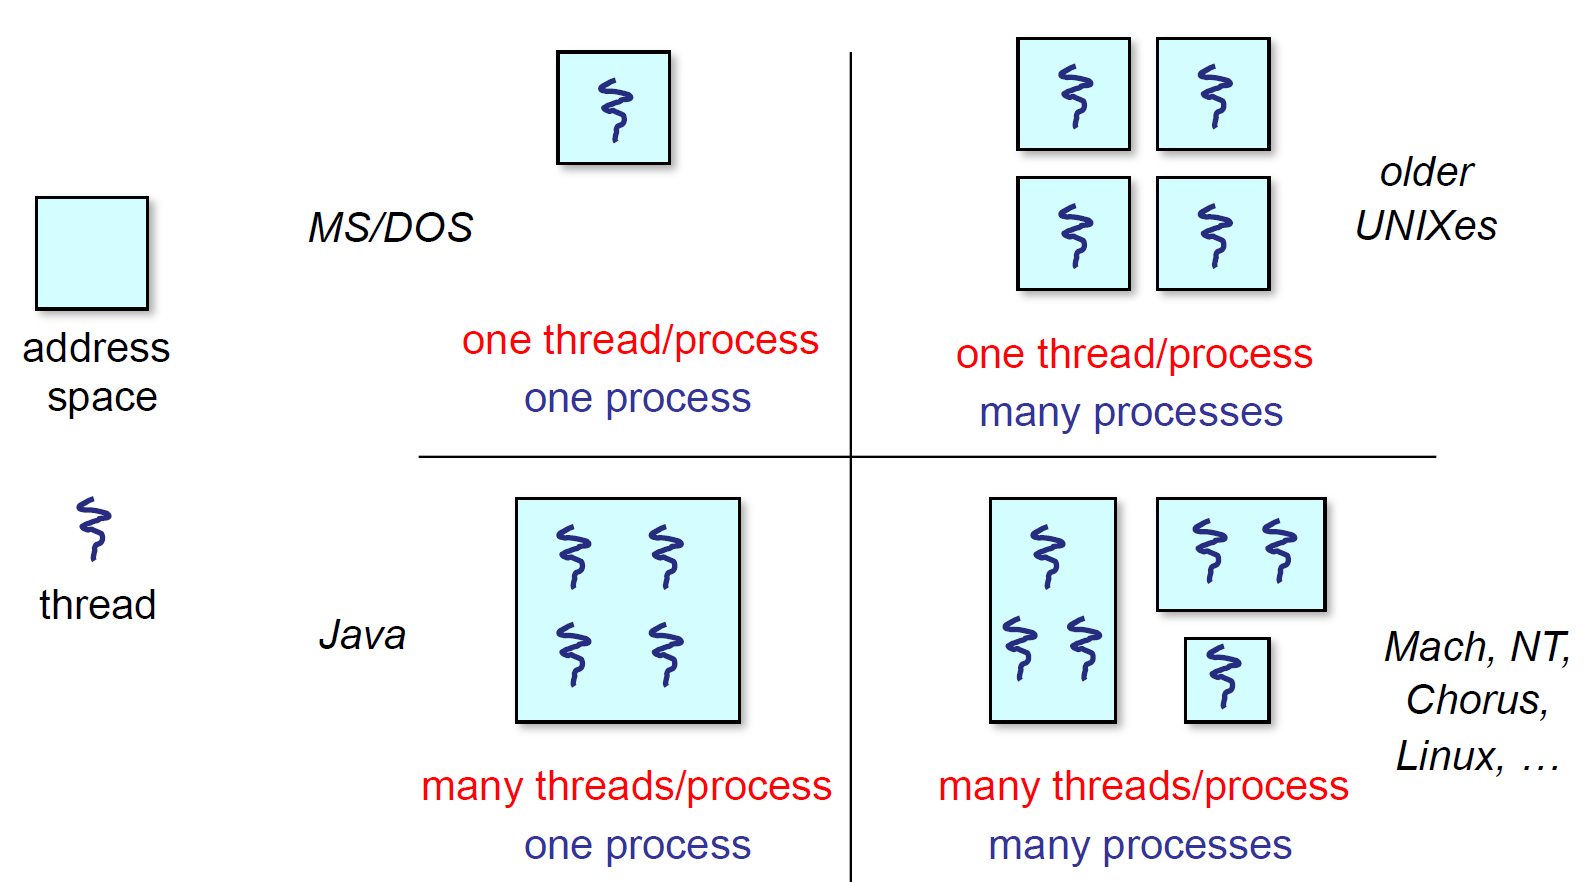 address
space
thread
MS/DOS
one thread/process
one process
older
UNIXes
one thread/process
many processes
Java
many threads/process
one process
Mach, NT,
Chorus,
Linux, …
many threads/process
many processes